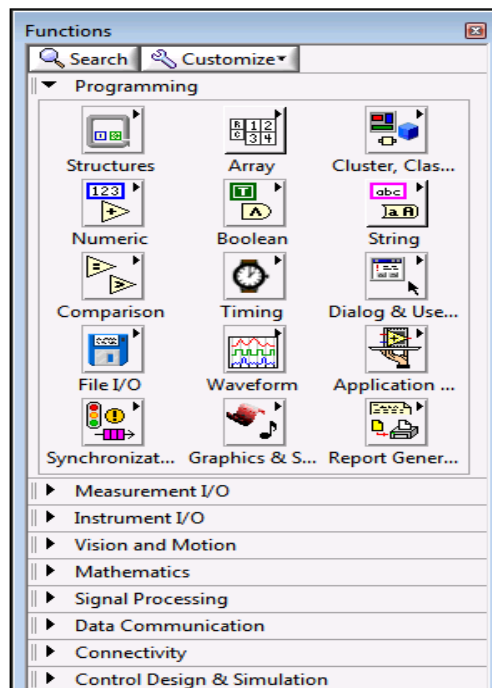 Functions
Search Customize
Programming
Structures Array Cluster, Clas...
Numeric Boolean String
Comparison Timing Dialog & Use...
File I/O Waveform Application ...
Synchronizat... Graphics & S... Report Gener...
Measurement I/O
Instrument I/O
Vision and Motion
Mathematics
Signal Processing
Data Communication
Connectivity
Control Design & Simulation